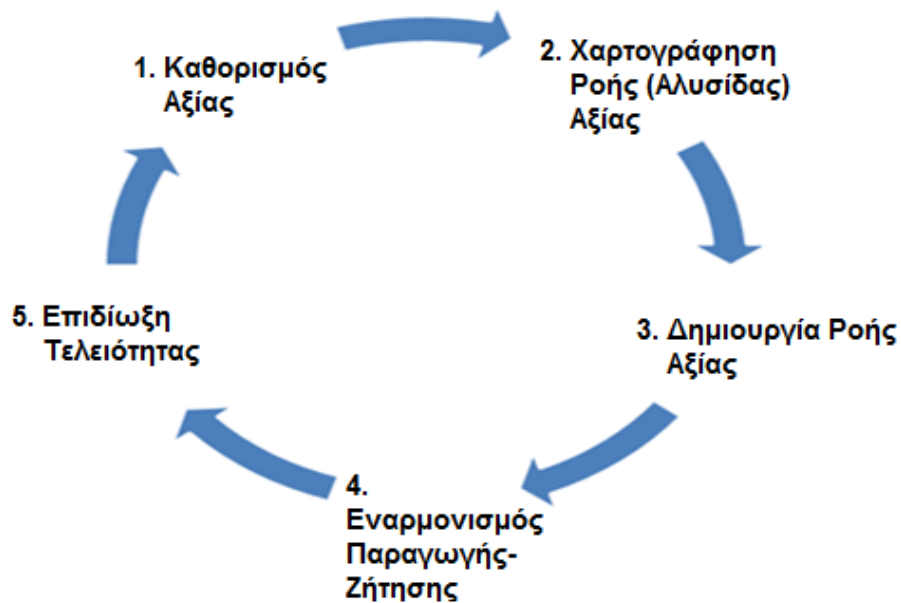 1. Καθορισμός
Αξίας
2. Χαρτογράφηση
Ροής (Αλυσίδας)
Αξίας
3. Δημιουργία Ροής
Αξίας
4.
Εναρμονισμός
Παραγωγής-
Ζήτησης
5. Επιδίωξη
Τελειότητας